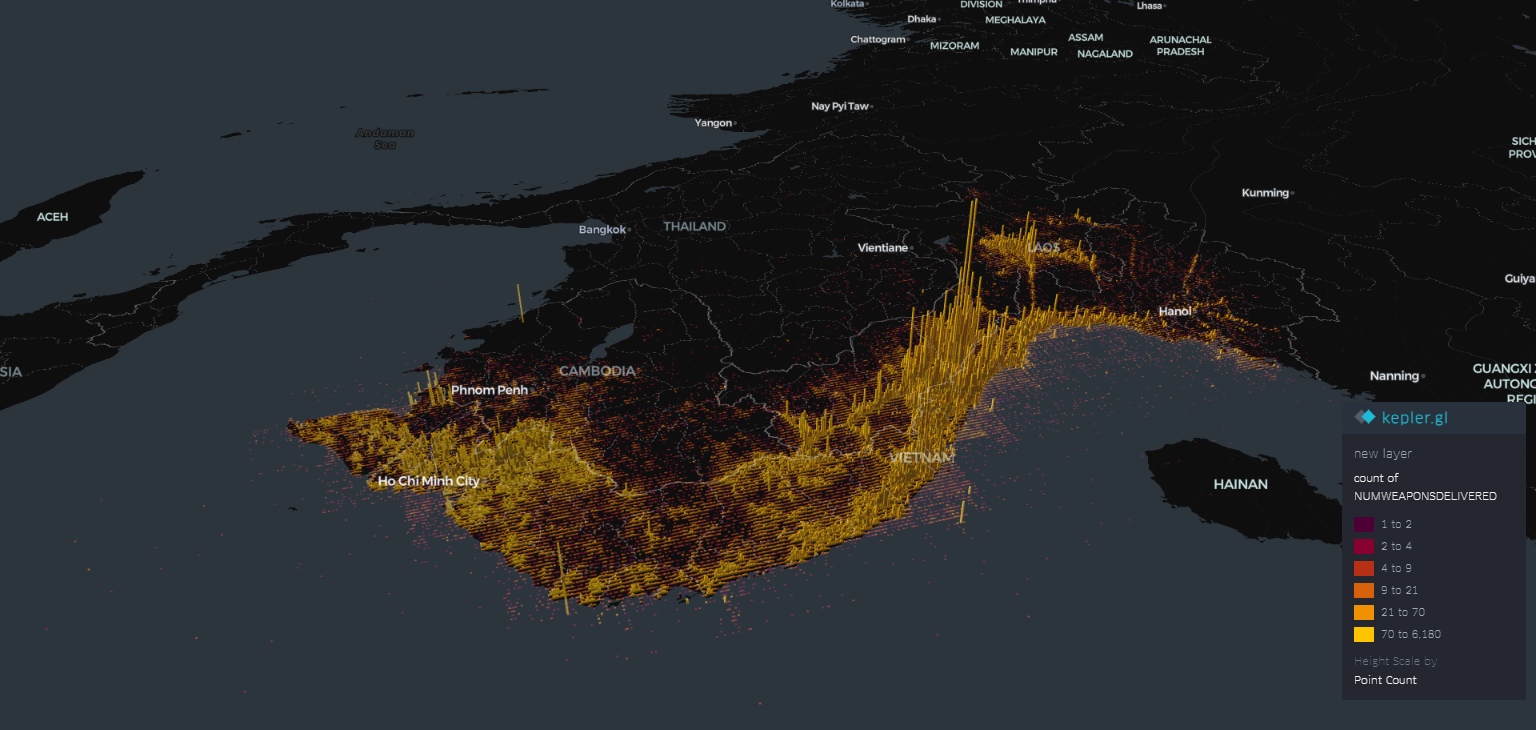 Kolkata
DIVISION
Thimphu
Lhasa
Dhaka
MEGHALAYA
Chattogram
MIZORAM
ASSAM
ARUNACHAL
PRADESH
MANIPUR
NAGALAND
Nay Pyi Taw
Yangon
Andaman
Sea
SICH
PROV
Kunming
ACEH
Bangkok
THAILAND
Vientiane
LAOS
Guiya
Hanoi
SIA
CAMBODIA
Phnom Penh
Nanning
GUANGXI Z
AUTONO
REGI
VIETNAM
Ho Chi Minh City
HAINAN
kepler.gl
new layer
count of
NUMWEAPONSDELIVERED
1 to 2
2 to 4
4 to 9
9 to 21
21 to 70
70 to 6,180
Height Scale by
Point Count